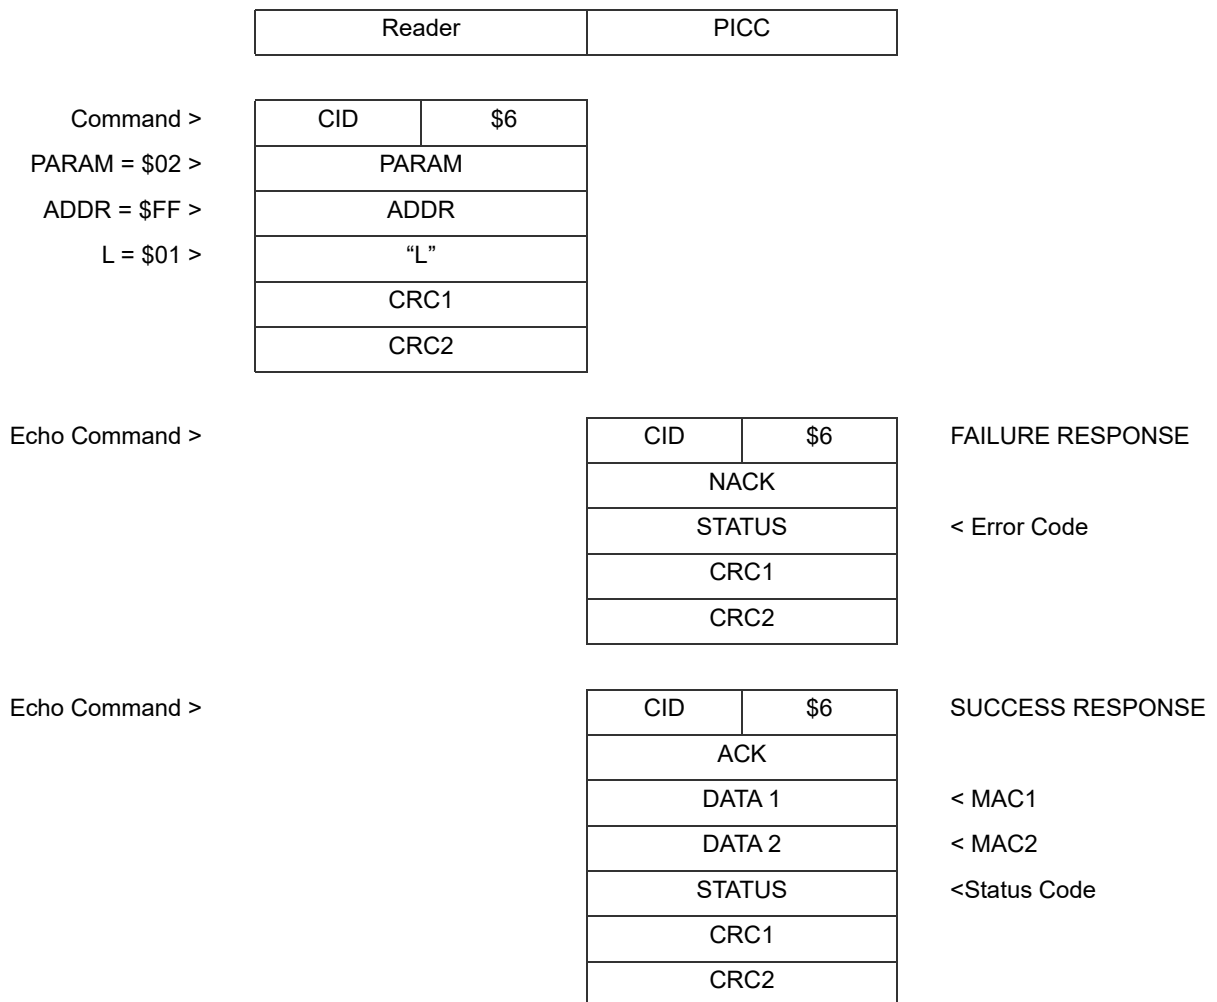 Reader PICC
Command > CID $6
PARAM = $02 > PARAM
ADDR = $FF > ADDR
L = $01 > “L”
CRC1
CRC2
Echo Command > CID $6 FAILURE RESPONSE
NACK
STATUS < Error Code
CRC1
CRC2
Echo Command > CID $6 SUCCESS RESPONSE
ACK
DATA 1 < MAC1
DATA 2 < MAC2
STATUS <Status Code
CRC1
CRC2